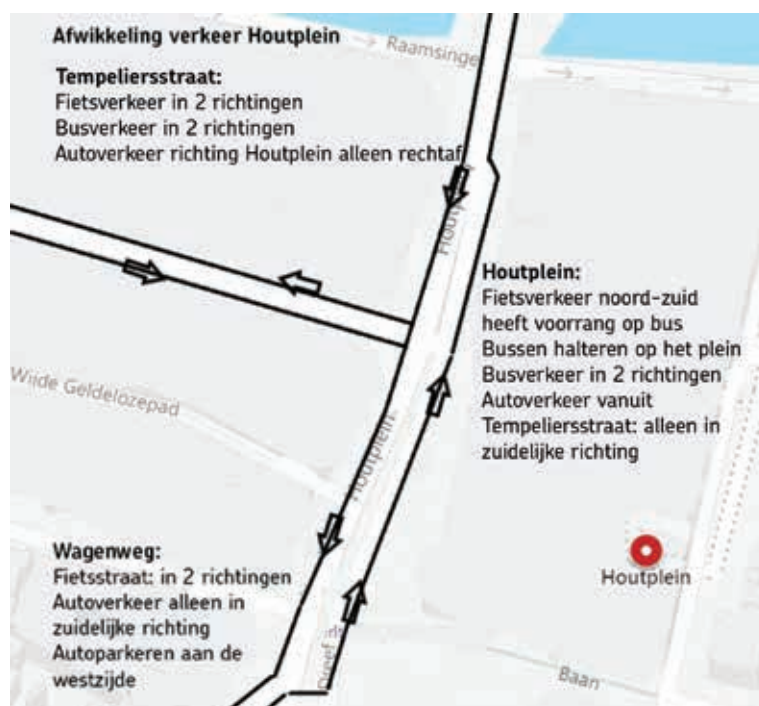 Afwikkeling verkeer Houtplein
Raamsinge
Tempeliersstraat:
Fietsverkeer in 2 richtingen
Busverkeer in 2 richtingen
Autoverkeer richting Houtplein alleen rechtaf
Houtplein:
Fietsverkeer noord-zuid
heeft voorrang op bus
Bussen halteren op het plein
Busverkeer in 2 richtingen
Autoverkeer vanuit
Tempeliersstraat: alleen in
zuidelijke richting
Wilde Geldelozepad
Houtplein
Wagenweg:
Fietsstraat: in 2 richtingen
Autoverkeer alleen in
zuidelijke richting
Autoparkeren aan de
westzijde
Houtplein
Baan